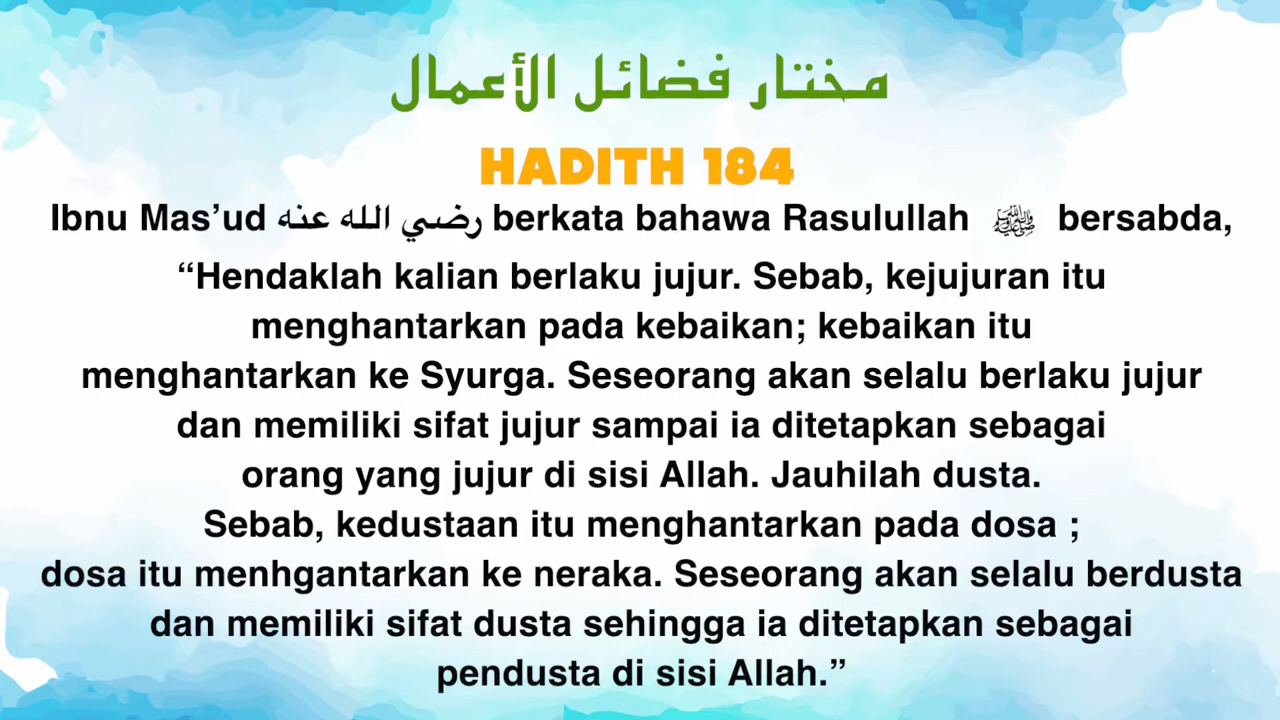 مختار فضائل الأعمال
HADITH 184
Ibnu Mas’ud رضي الله عنه berkata bahawa Rasulullah ﷺ bersabda,
“Hendaklah kalian berlaku jujur. Sebab, kejujuran itu
menghantarkan pada kebaikan; kebaikan itu
menghantarkan ke Syurga. Seseorang akan selalu berlaku jujur
dan memiliki sifat jujur sampai ia ditetapkan sebagai
orang yang jujur di sisi Allah. Jauhilah dusta.
Sebab, kedustaan itu menghantarkan pada dosa ;
dosa itu menhgantarkan ke neraka. Seseorang akan selalu berdusta
dan memiliki sifat dusta sehingga ia ditetapkan sebagai
pendusta di sisi Allah.”